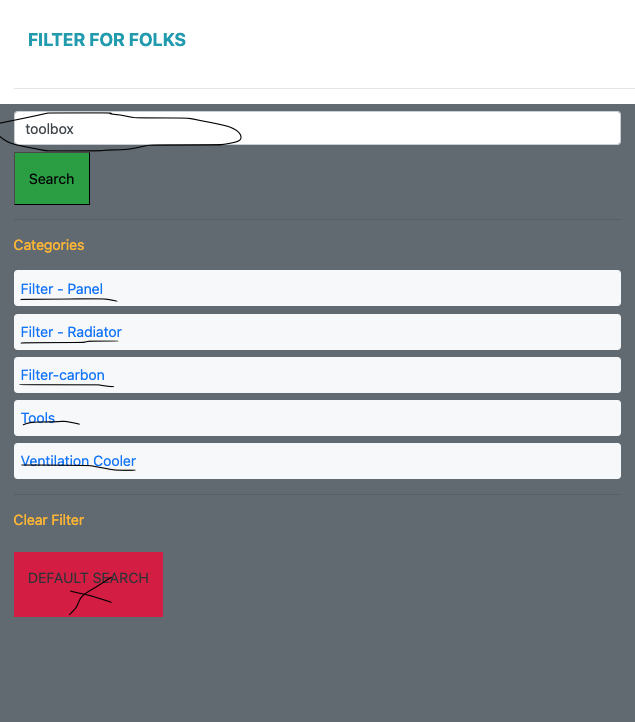 FILTER FOR FOLKS
toolbox
Search
Categories
Filter - Panel
Filter - Radiator
Filter-carbon
Tools
Ventilation Cooler
Clear Filter
DEFAULT SEARCH